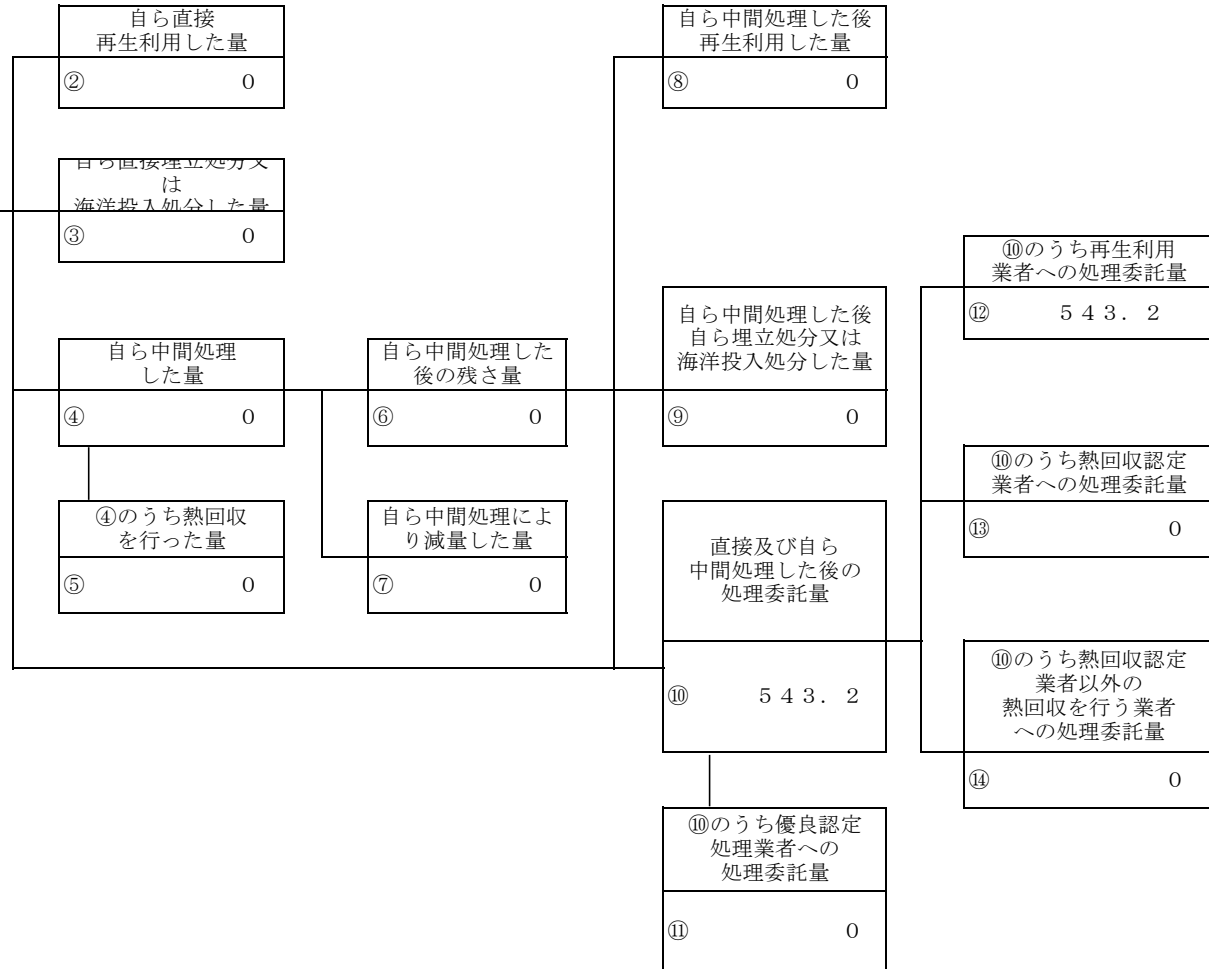 自ら直接
再生利用した量
② 0
自ら直接埋立処分又
は
海洋投入処分した量
③ 0
自ら中間処理
した量
④ 0
④のうち熱回収
を行った量
⑤ 0
自ら中間処理した
後の残さ量
⑥ 0
自ら中間処理によ
り減量した量
⑦ 0
自ら中間処理した後
再生利用した量
⑧ 0
自ら中間処理した後
自ら埋立処分又は
海洋投入処分した量
⑨ 0
直接及び自ら
中間処理した後の
処理委託量
⑩ 543.2
⑩のうち優良認定
処理業者への
処理委託量
⑪ 0
⑩のうち再生利用
業者への処理委託量
⑫ 543.2
⑩のうち熱回収認定
業者への処理委託量
⑬ 0
⑩のうち熱回収認定
業者以外の
熱回収を行う業者
への処理委託量
⑭ 0